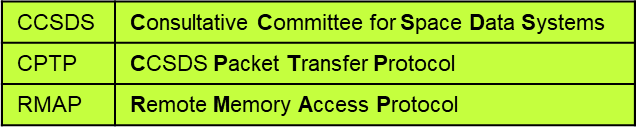 CCSDS Consultative Committee for Space Data Systems
CPTP CCSDS Packet Transfer Protocol
RMAP Remote Memory Access Protocol